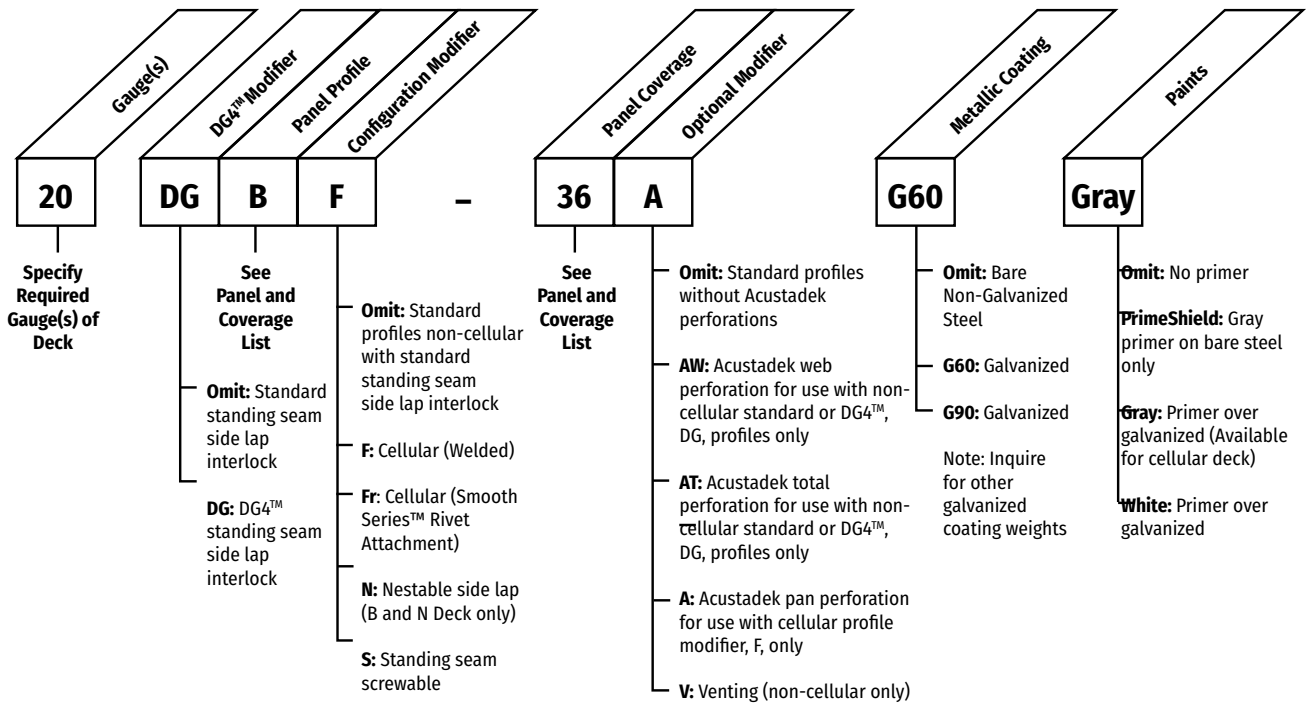 Gauge(s)
DG4™ Modifier
Panel Profile
Configuration Modifier
Panel Coverage
Optional Modifier
Metallic Coating
Paints
20
DG
B
F
–
36
A
G60
Gray
Specify
Required
Gauge(s) of
Deck
Omit: Standard
standing seam
side lap
interlock
DG: DG4™
standing seam
side lap
interlock
See
Panel and
Coverage
List
Omit: Standard
profiles non-cellular
with standard
standing seam
side lap interlock
F: Cellular (Welded)
Fr: Cellular (Smooth
Series™ Rivet
Attachment)
N: Nestable side lap
(B and N Deck only)
S: Standing seam
screwable
See
Panel and
Coverage
List
Omit: Standard profiles
without Acustadek
perforations
AW: Acustadek web
perforation for use with non-
cellular standard or DG4™,
DG, profiles only
AT: Acustadek total
perforation for use with non-
cellular standard or DG4™,
DG, profiles only
A: Acustadek pan perforation
for use with cellular profile
modifier, F, only
V: Venting (non-cellular only)
Omit: Bare
Non-Galvanized
Steel
G60: Galvanized
G90: Galvanized
Note: Inquire
for other
galvanized
coating weights
Omit: No primer
PrimeShield: Gray
primer on bare steel
only
Gray: Primer over
galvanized (Available
for cellular deck)
White: Primer over
galvanized